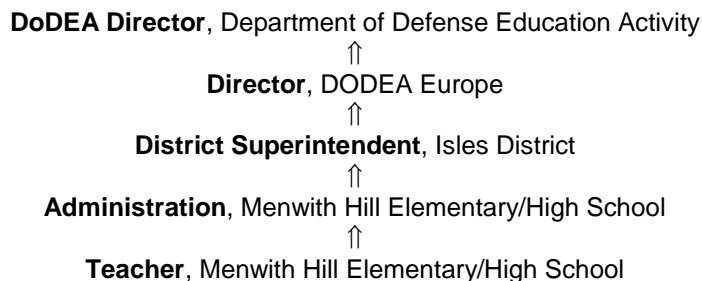 DoDEA Director, Department of Defense Education Activity
⇑
Director, DODEA Europe
⇑
District Superintendent, Isles District
⇑
Administration, Menwith Hill Elementary/High School
⇑
Teacher, Menwith Hill Elementary/High School